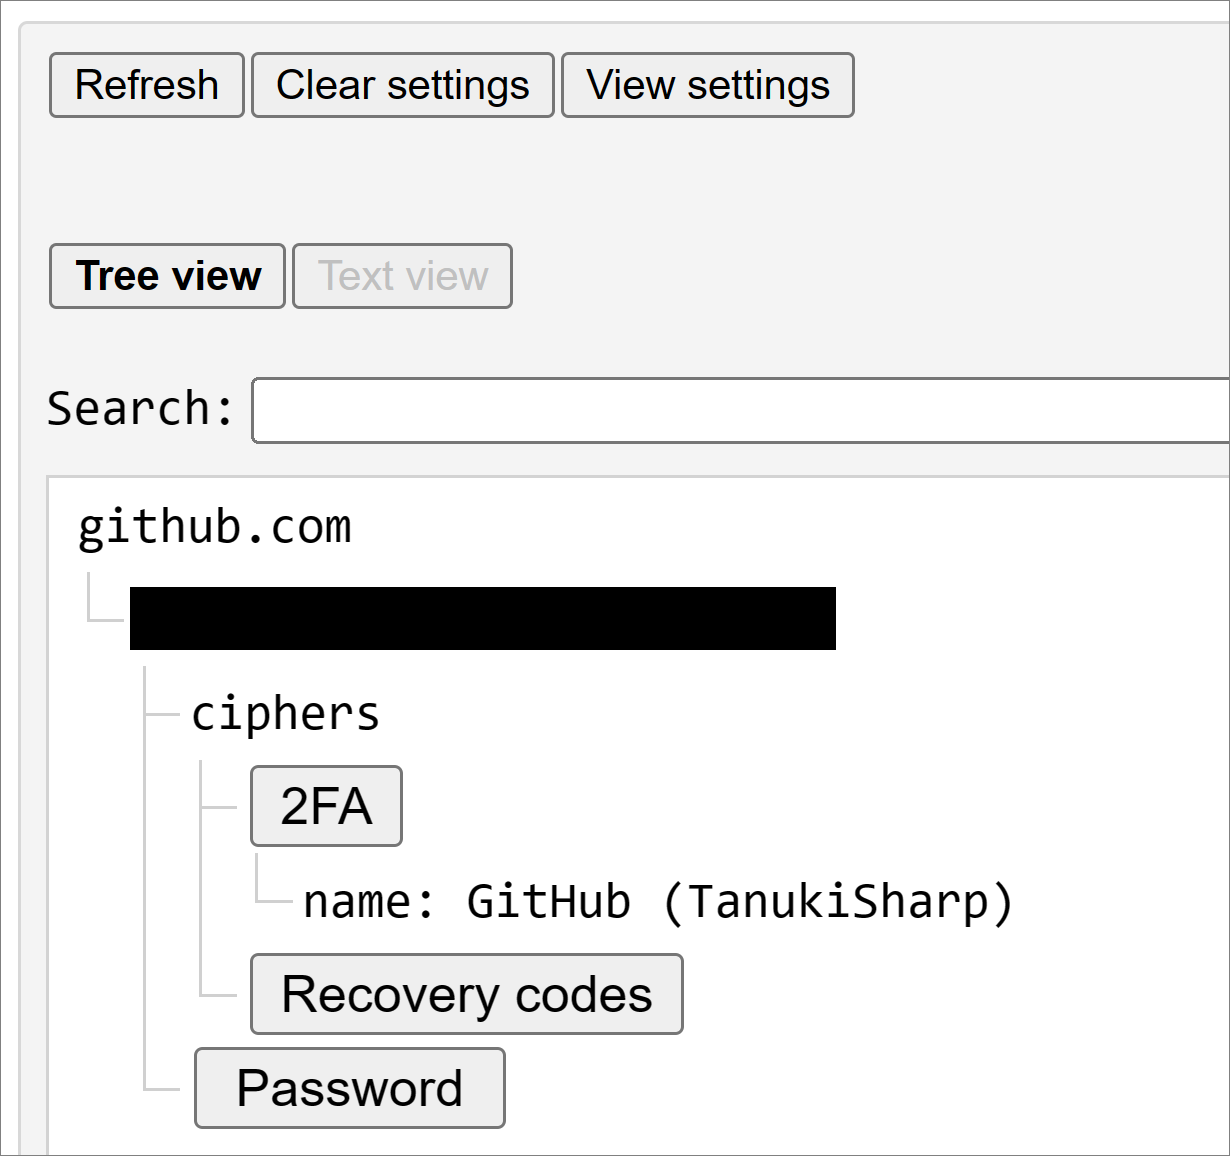 Refresh Clear settings View settings
Tree view Text view
Search:
github.com
ciphers
2FA
name: GitHub (TanukiSharp)
Recovery codes
Password